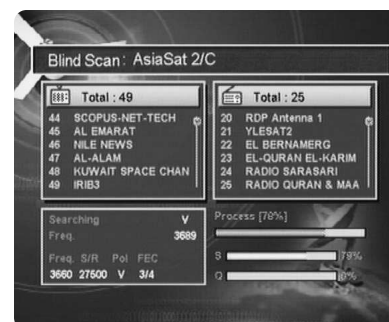 Blind Scan: AsiaSat 2/C
Total : 49
44 SCOPUS-NET-TECH
45 AL EMARAT
46 NILE NEWS
47 AL-ALAM
48 KUWAIT SPACE CHAN
49 IRIB3
Total : 25
20 RDP Antenna 1
21 YLESAT2
22 EL BERNAMERG
23 EL-QURAN EL-KARIM
24 RADIO SARASARI
25 RADIO QURAN & MAA
Searching V
Freq. 3689
Freq. S/R Pol FEC
3660 27500 V 3/4
Process [78%]
S 79%
Q 0%